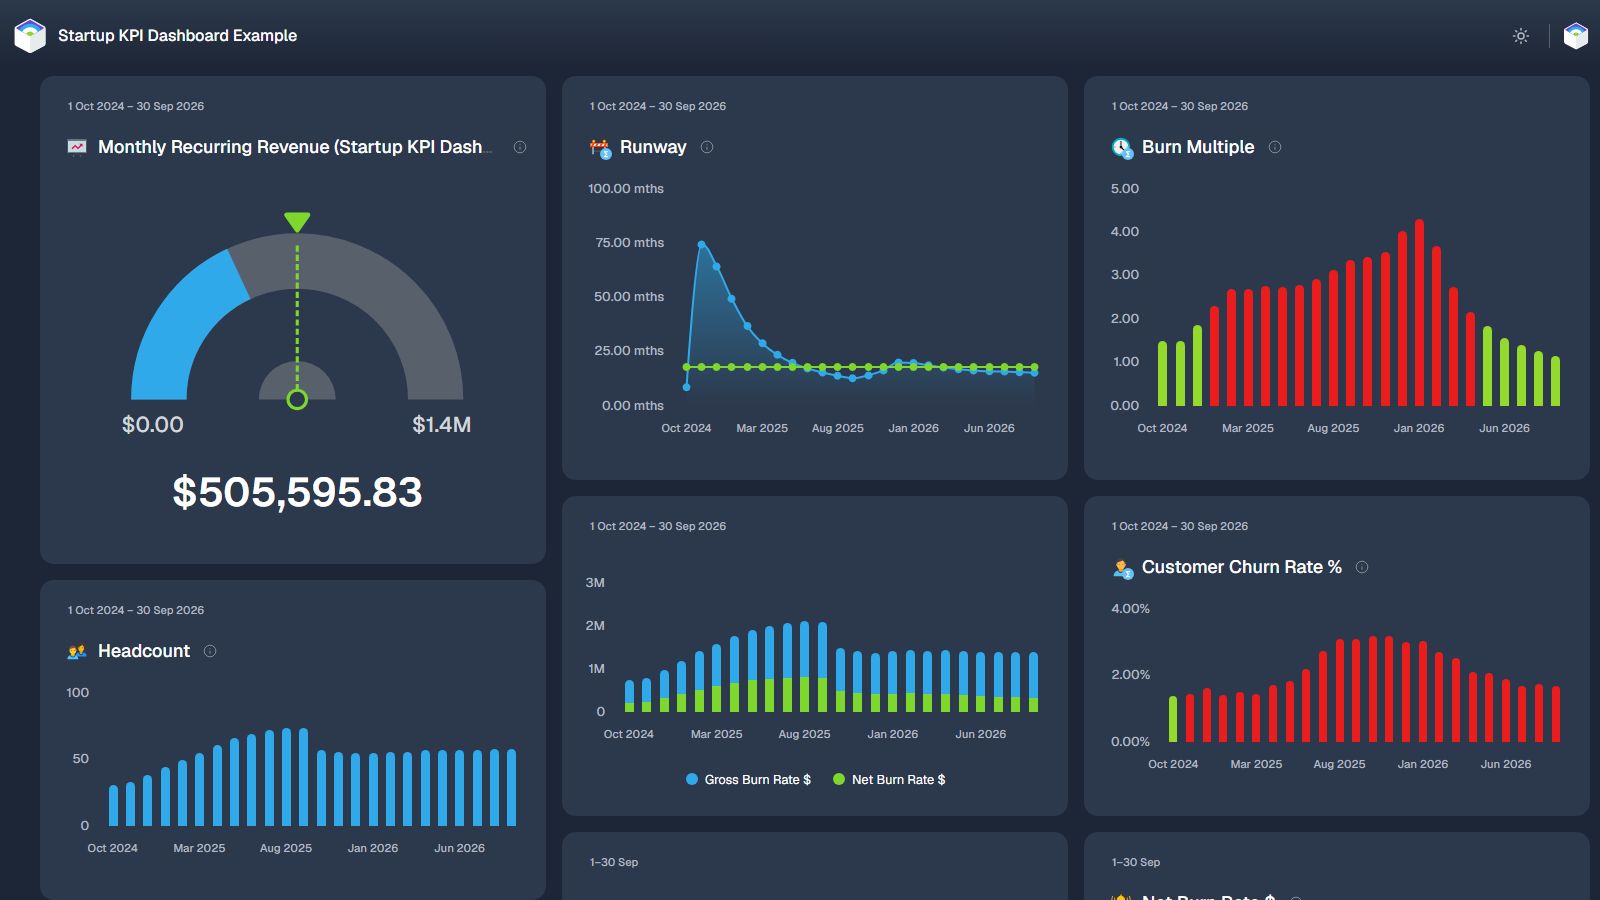 Startup KPI Dashboard Example
1 Oct 2024 – 30 Sep 2026
Monthly Recurring Revenue (Startup KPI Dash...
$0.00
$1.4M
$505,595.83
1 Oct 2024 – 30 Sep 2026
Headcount
100
50
0
Oct 2024 Mar 2025 Aug 2025 Jan 2026 Jun 2026
1 Oct 2024 – 30 Sep 2026
Runway
100.00 mths
75.00 mths
50.00 mths
25.00 mths
0.00 mths
Oct 2024 Mar 2025 Aug 2025 Jan 2026 Jun 2026
1 Oct 2024 – 30 Sep 2026
3M
2M
1M
0
Oct 2024 Mar 2025 Aug 2025 Jan 2026 Jun 2026
Gross Burn Rate $ Net Burn Rate $
1–30 Sep
1 Oct 2024 – 30 Sep 2026
Burn Multiple
5.00
4.00
3.00
2.00
1.00
0.00
Oct 2024 Mar 2025 Aug 2025 Jan 2026 Jun 2026
1 Oct 2024 – 30 Sep 2026
Customer Churn Rate %
4.00%
2.00%
0.00%
Oct 2024 Mar 2025 Aug 2025 Jan 2026 Jun 2026
1–30 Sep
Net Burn Rate $